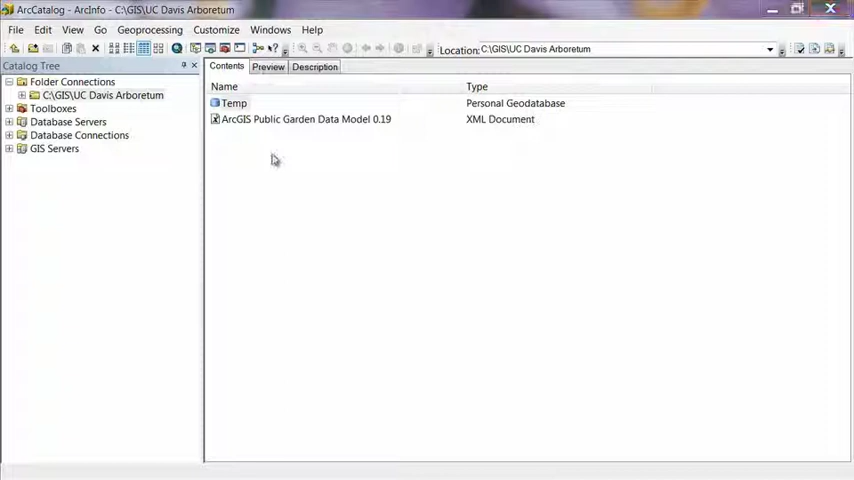 ArcCatalog - ArcInfo - C:\GIS\UC Davis Arboretum
File Edit View Go Geoprocessing Customize Windows Help
Location: C:\GIS\UC Davis Arboretum
Catalog Tree
Contents Preview Description
Folder Connections
C:\GIS\UC Davis Arboretum
Toolboxes
Database Servers
Database Connections
GIS Servers
Name Type
Temp Personal Geodatabase
ArcGIS Public Garden Data Model 0.19 XML Document